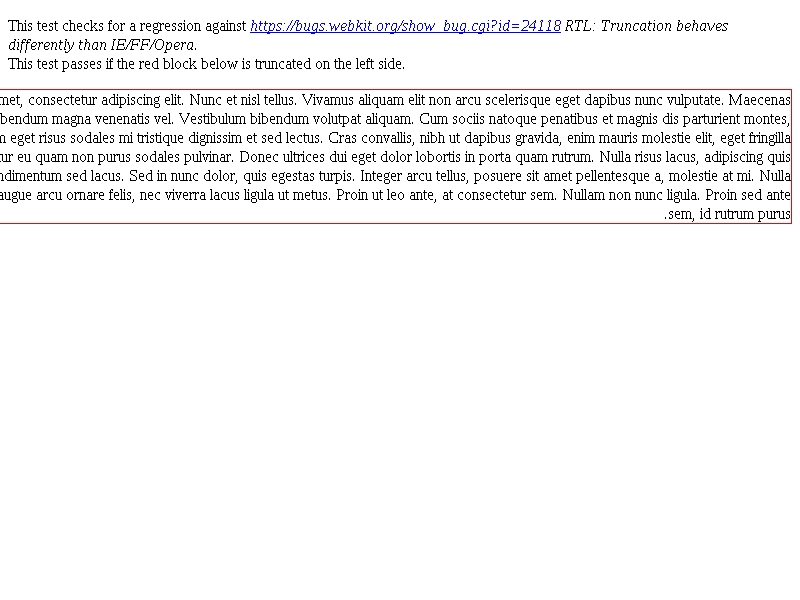 This test checks for a regression against https://bugs.webkit.org/show_bug.cgi?id=24118 RTL: Truncation behaves
differently than IE/FF/Opera.
This test passes if the red block below is truncated on the left side.
met, consectetur adipiscing elit. Nunc et nisl tellus. Vivamus aliquam elit non arcu scelerisque eget dapibus nunc vulputate. Maecenas
bendum magna venenatis vel. Vestibulum bibendum volutpat aliquam. Cum sociis natoque penatibus et magnis dis parturient montes,
eget risus sodales mi tristique dignissim et sed lectus. Cras convallis, nibh ut dapibus gravida, enim mauris molestie elit, eget fringilla
tur eu quam non purus sodales pulvinar. Donec ultrices dui eget dolor lobortis in porta quam rutrum. Nulla risus lacus, adipiscing quis
ndimentum sed lacus. Sed in nunc dolor, quis egestas turpis. Integer arcu tellus, posuere sit amet pellentesque a, molestie at mi. Nulla
augue arcu ornare felis, nec viverra lacus ligula ut metus. Proin ut leo ante, at consectetur sem. Nullam non nunc ligula. Proin sed ante
.sem, id rutrum purus